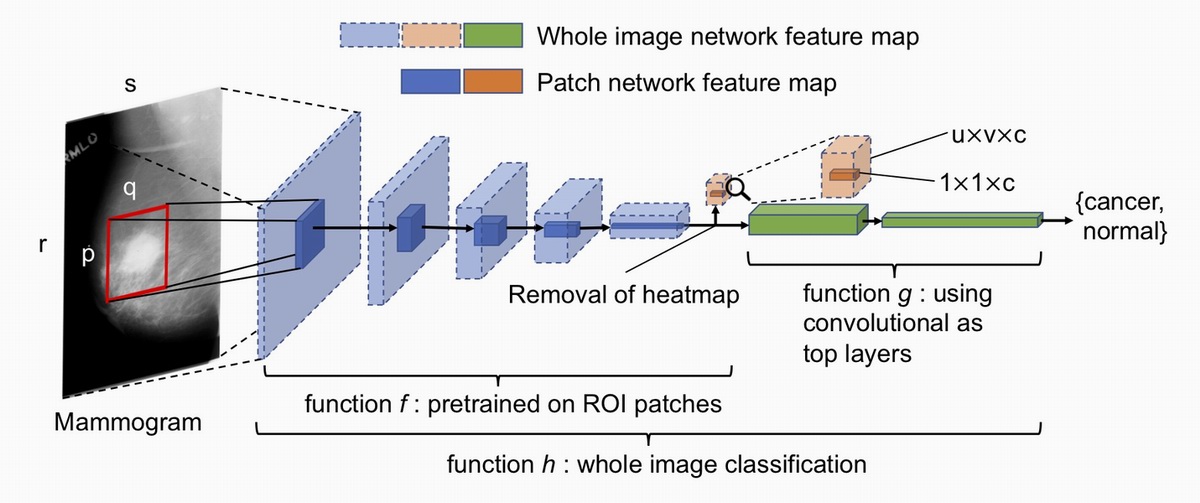 Whole image network feature map
Patch network feature map
s
RMLO
q
r
p
u×v×c
1×1×c
{cancer,
normal}
Removal of heatmap
function g : using
convolutional as
top layers
function f : pretrained on ROI patches
Mammogram
function h : whole image classification